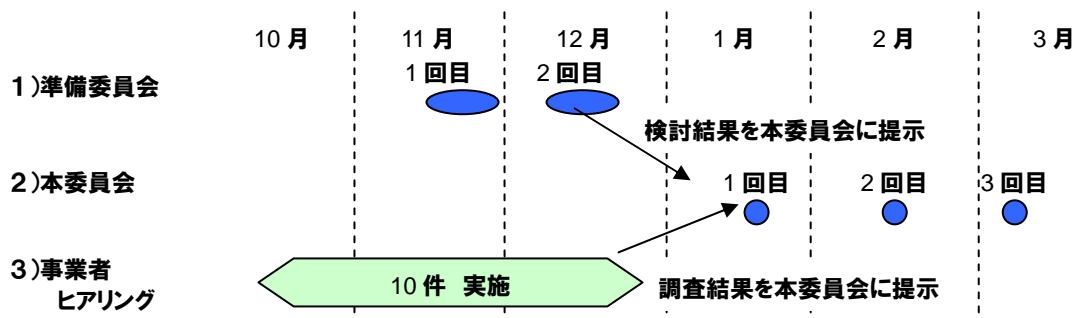 10月 11月 12月 1月 2月 3月
1回目 2回目
1)準備委員会
検討結果を本委員会に提示
2)本委員会 1回目 2回目 3回目
3)事業者
ヒアリング
10件 実施
調査結果を本委員会に提示